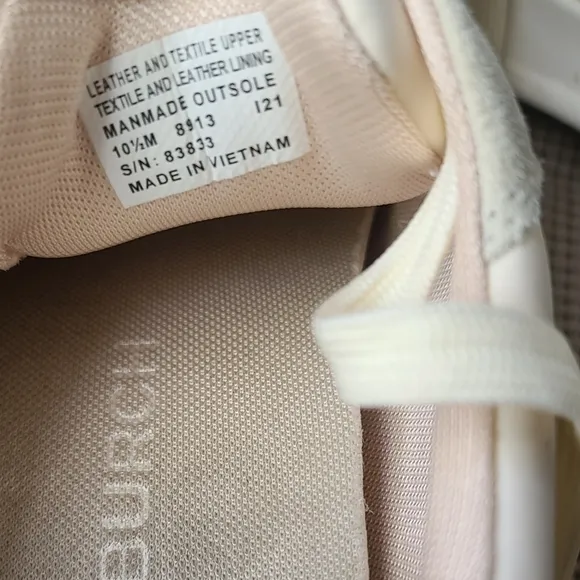 LEATHER AND TEXTILE UPPER
TEXTILE AND LEATHER LINING
MANMADE OUTSOLE
10½M 8913 I21
S/N: 83833
MADE IN VIETNAM
BURCH